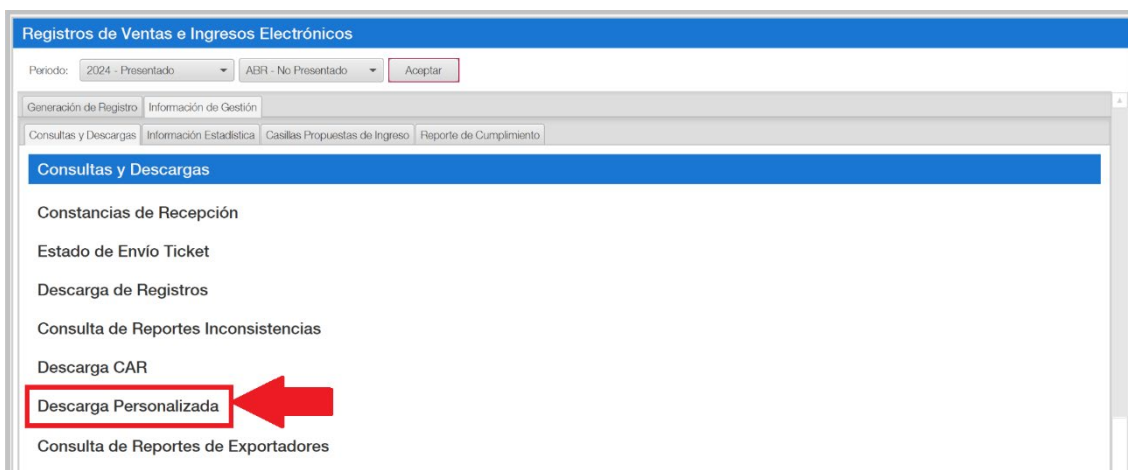 Registros de Ventas e Ingresos Electrónicos
Periodo: 2024 - Presentado ABR - No Presentado Aceptar
Generación de Registro Información de Gestión
Consultas y Descargas Información Estadística Casillas Propuestas de Ingreso Reporte de Cumplimiento
Consultas y Descargas
Constancias de Recepción
Estado de Envío Ticket
Descarga de Registros
Consulta de Reportes Inconsistencias
Descarga CAR
Descarga Personalizada
Consulta de Reportes de Exportadores